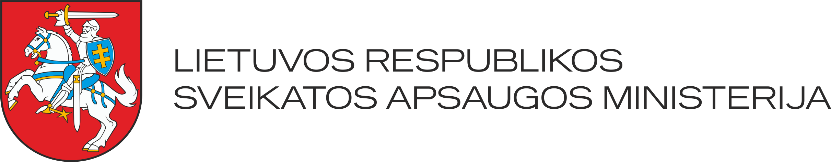 LIETUVOS RESPUBLIKOS
SVEIKATOS APSAUGOS MINISTERIJA